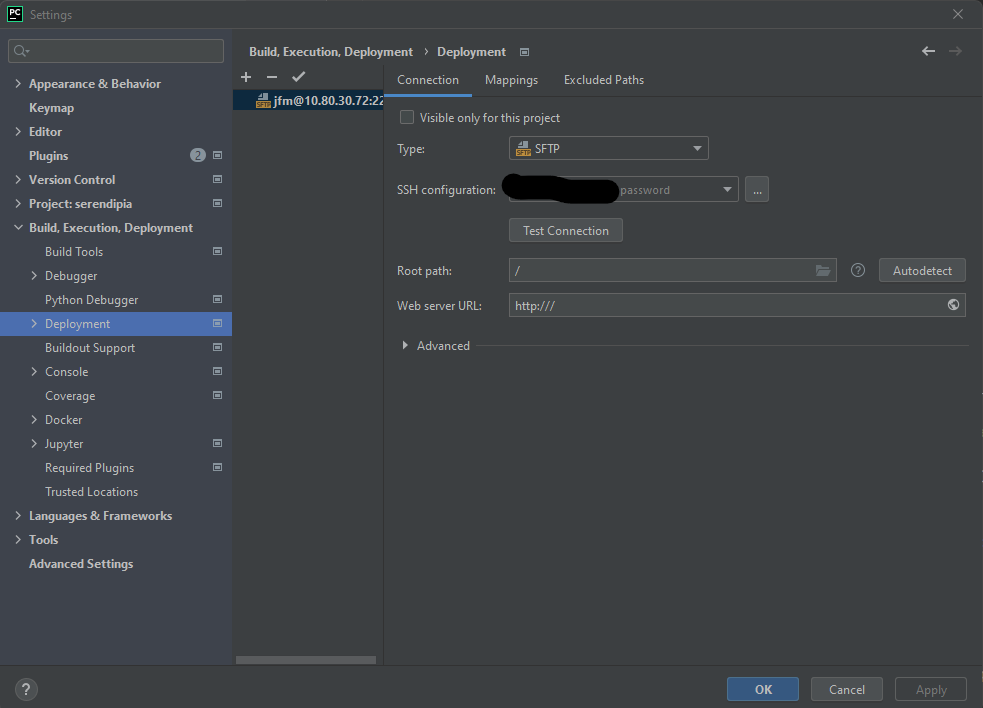 PC Settings
Build, Execution, Deployment › Deployment
Appearance & Behavior
Keymap
Editor
Plugins 2
Version Control
Project: serendipia
Build, Execution, Deployment
Build Tools
Debugger
Python Debugger
Deployment
Buildout Support
Console
Coverage
Docker
Jupyter
Required Plugins
Trusted Locations
Languages & Frameworks
Tools
Advanced Settings
SFTP jfm@10.80.30.72:22
Connection Mappings Excluded Paths
Visible only for this project
Type: SFTP SFTP
SSH configuration: password ...
Test Connection
Root path: / ? Autodetect
Web server URL: http:///
Advanced
? OK Cancel Apply